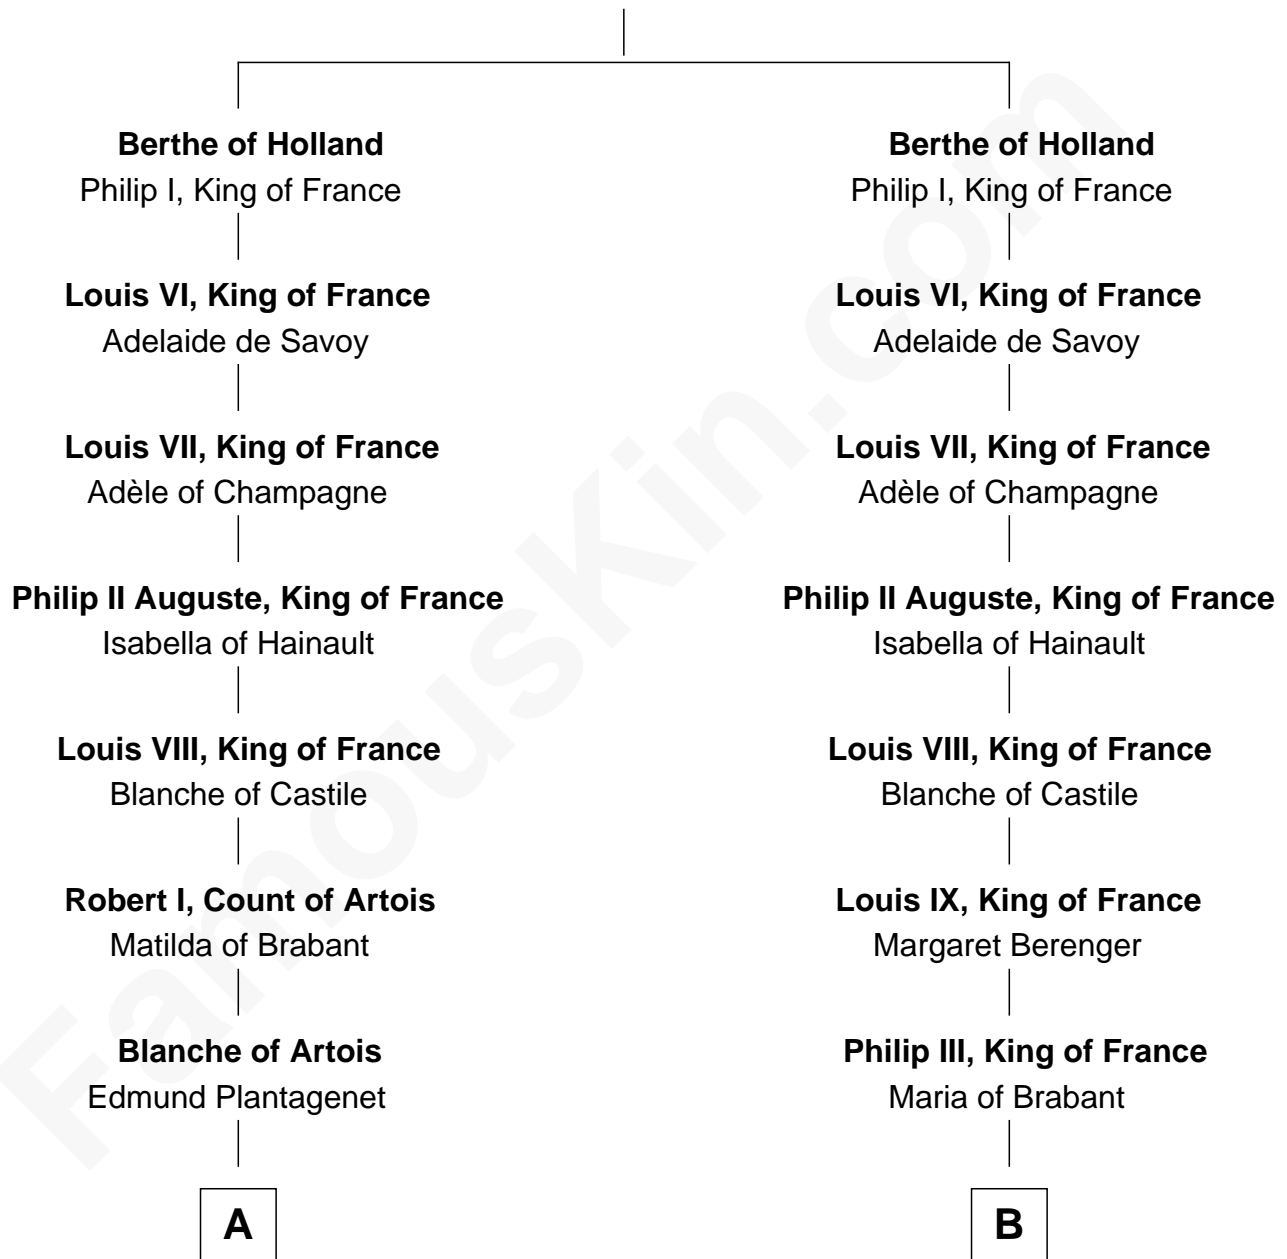 Berthe of Holland
Philip I, King of France
Louis VI, King of France
Adelaide de Savoy
Louis VII, King of France
Adèle of Champagne
Philip II Auguste, King of France
Isabella of Hainault
Louis VIII, King of France
Blanche of Castile
Robert I, Count of Artois
Matilda of Brabant
Blanche of Artois
Edmund Plantagenet
A
Berthe of Holland
Philip I, King of France
Louis VI, King of France
Adelaide de Savoy
Louis VII, King of France
Adèle of Champagne
Philip II Auguste, King of France
Isabella of Hainault
Louis VIII, King of France
Blanche of Castile
Louis IX, King of France
Margaret Berenger
Philip III, King of France
Maria of Brabant
B
FamousKin.com